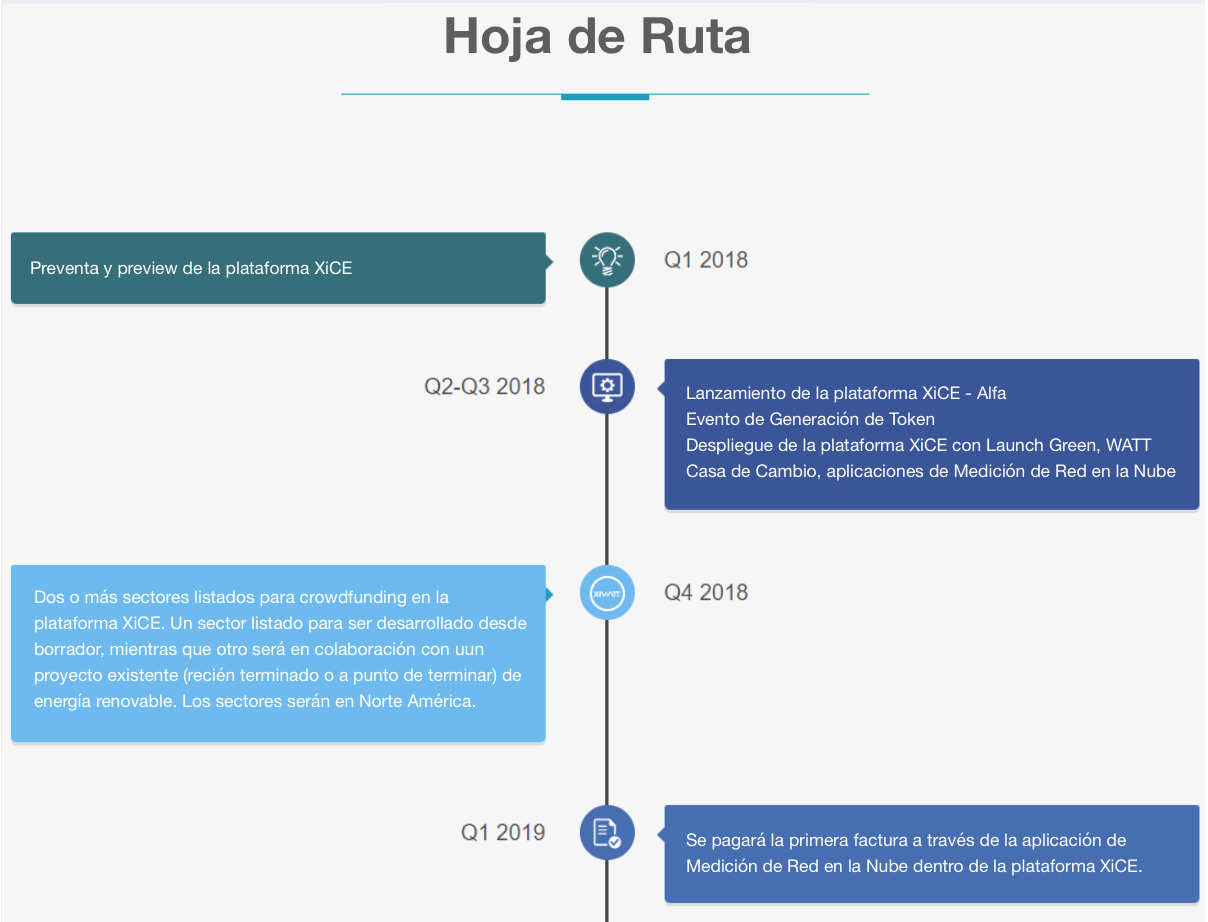 Hoja de Ruta
Preventa y preview de la plataforma XiCE
Q1 2018
Q2-Q3 2018
Lanzamiento de la plataforma XiCE - Alfa
Evento de Generación de Token
Despliegue de la plataforma XiCE con Launch Green, WATT
Casa de Cambio, aplicaciones de Medición de Red en la Nube
Dos o más sectores listados para crowdfunding en la
plataforma XiCE. Un sector listado para ser desarrollado desde
borrador, mientras que otro será en colaboración con uun
proyecto existente (recién terminado o a punto de terminar) de
energía renovable. Los sectores serán en Norte América.
XIWATT
Q4 2018
Q1 2019
Se pagará la primera factura a través de la aplicación de
Medición de Red en la Nube dentro de la plataforma XiCE.